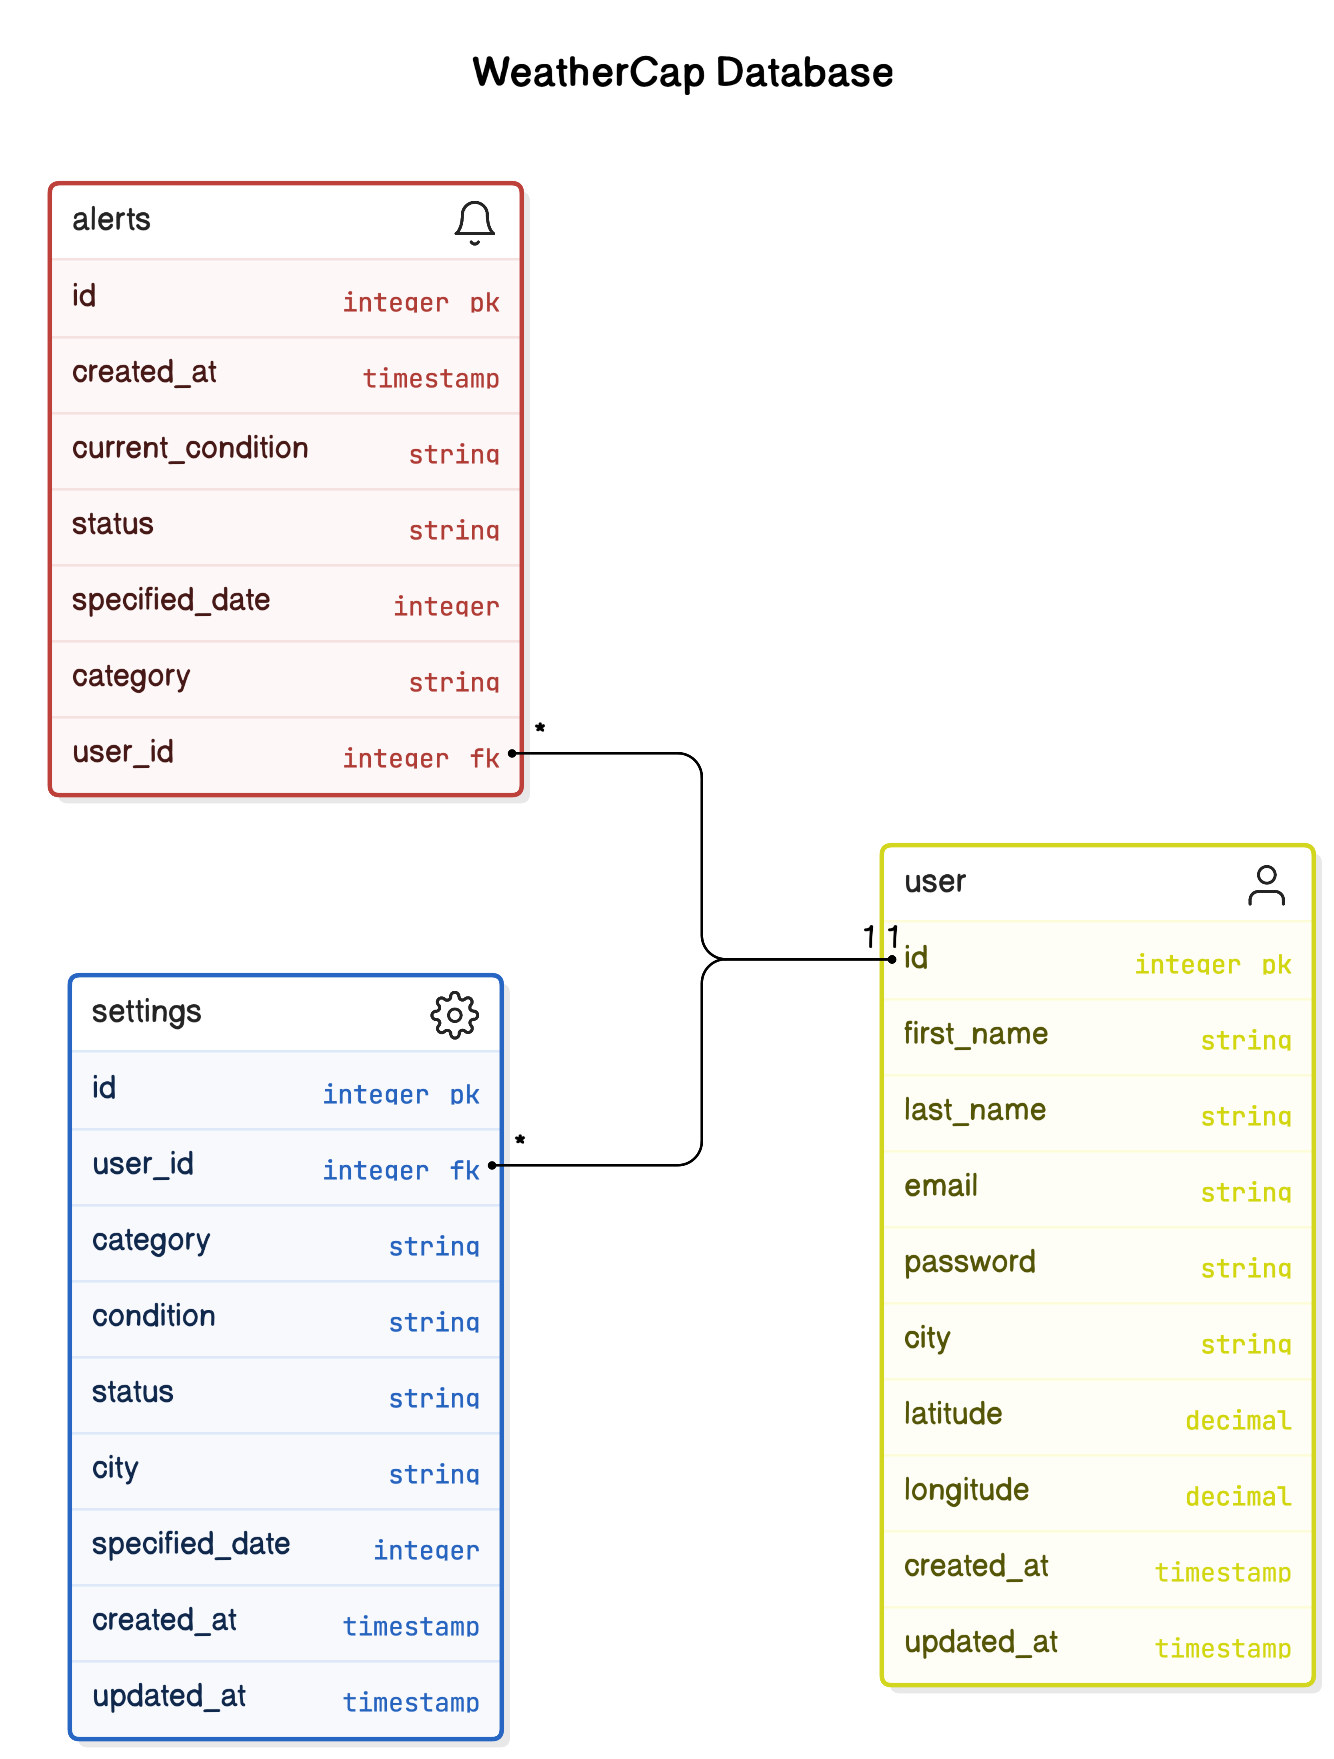 WeatherCap Database
alerts
id integer pk
created_at timestamp
current_condition string
status string
specified_date integer
category string
user_id integer fk
*
1 1
user
id integer pk
first_name string
last_name string
email string
password string
city string
latitude decimal
longitude decimal
created_at timestamp
updated_at timestamp
settings
id integer pk
user_id integer fk
*
category string
condition string
status string
city string
specified_date integer
created_at timestamp
updated_at timestamp